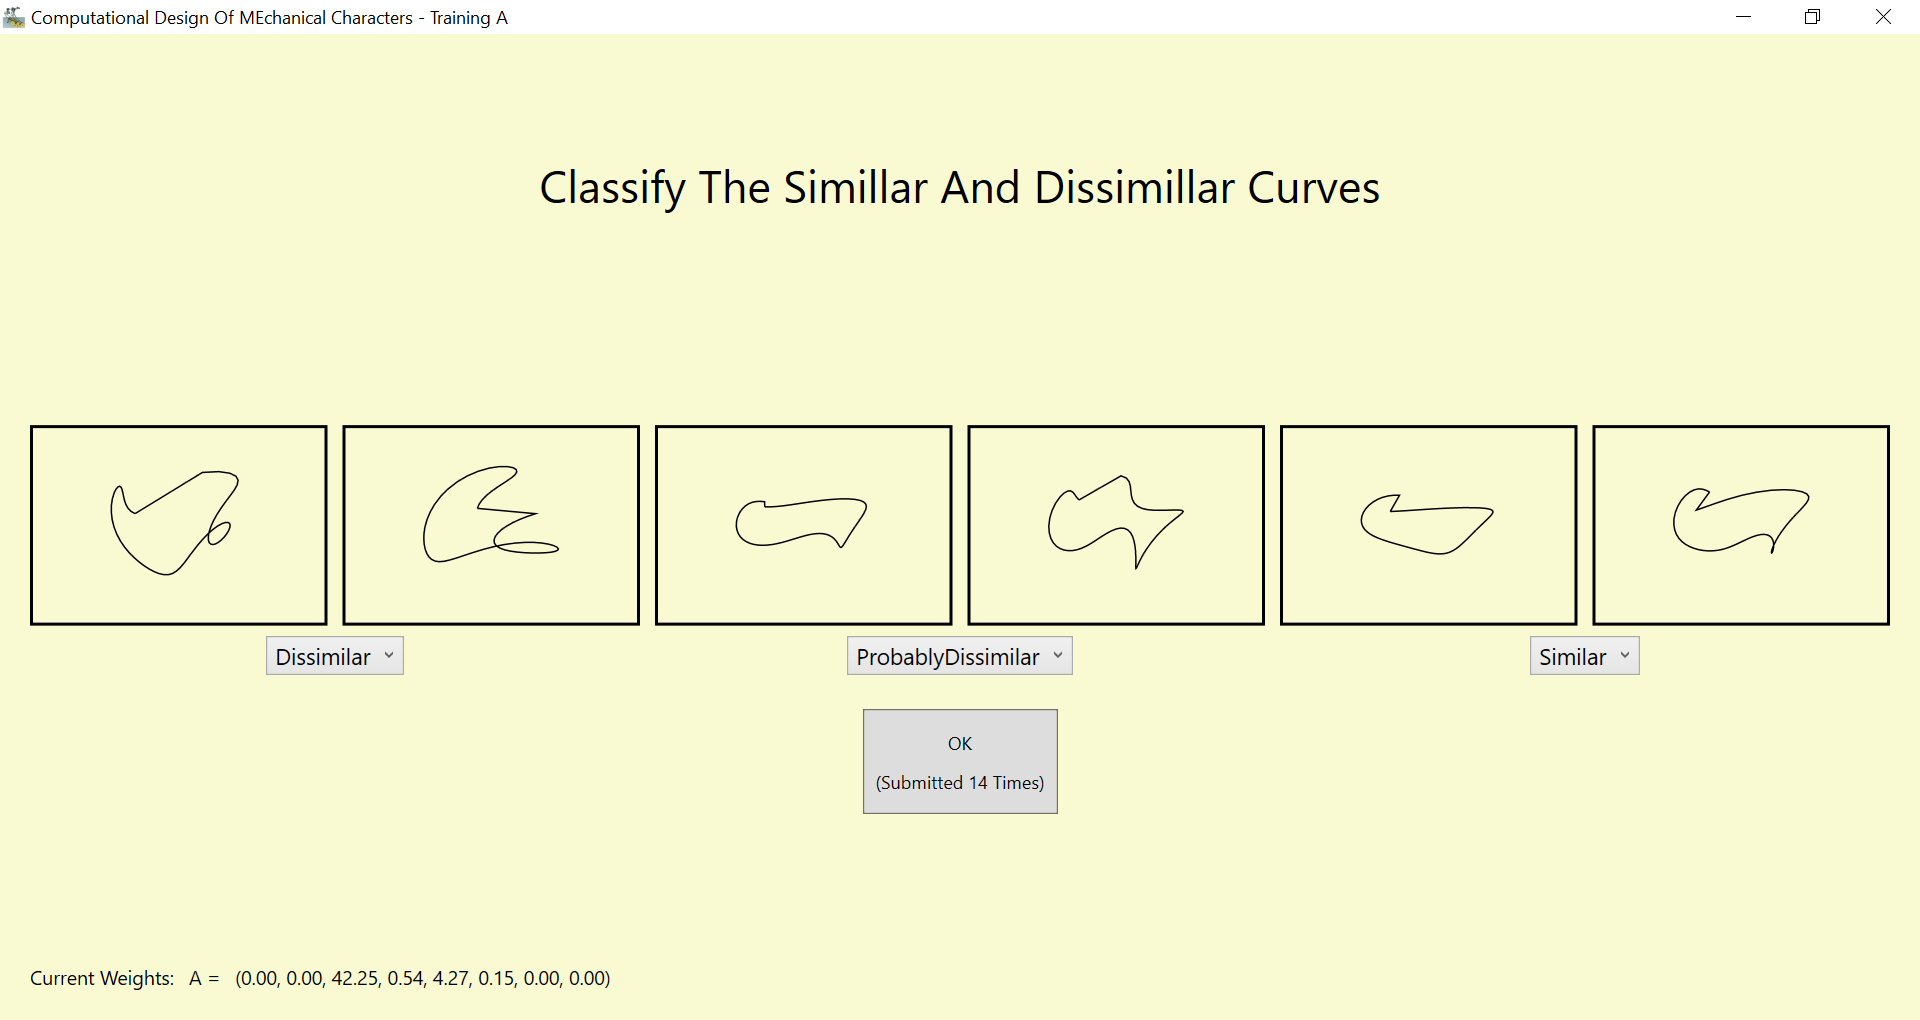 Computational Design Of MEchanical Characters - Training A
Classify The Simillar And Dissimillar Curves
Dissimilar
ProbablyDissimilar
Similar
OK
(Submitted 14 Times)
Current Weights: A = (0.00, 0.00, 42.25, 0.54, 4.27, 0.15, 0.00, 0.00)